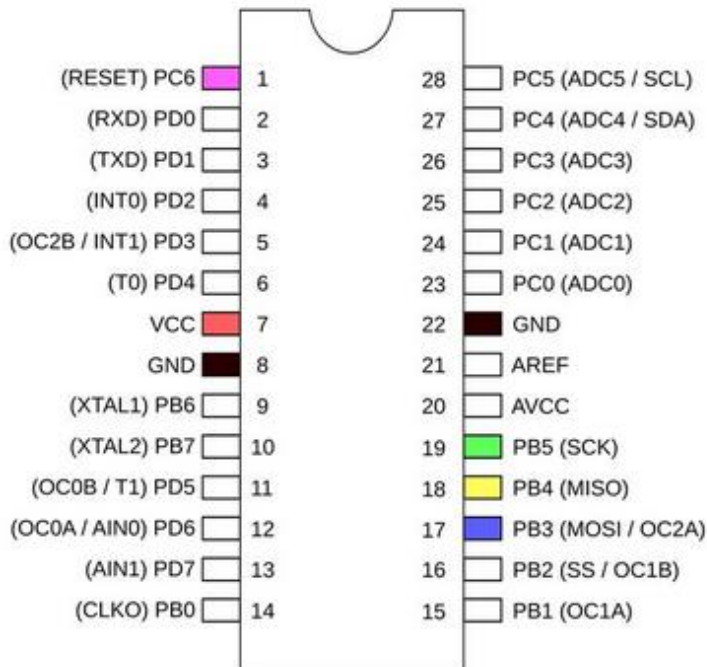 (RESET) PC6 1 28 PC5 (ADC5 / SCL)
(RXD) PD0 2 27 PC4 (ADC4 / SDA)
(TXD) PD1 3 26 PC3 (ADC3)
(INT0) PD2 4 25 PC2 (ADC2)
(OC2B / INT1) PD3 5 24 PC1 (ADC1)
(T0) PD4 6 23 PC0 (ADC0)
VCC 7 22 GND
GND 8 21 AREF
(XTAL1) PB6 9 20 AVCC
(XTAL2) PB7 10 19 PB5 (SCK)
(OC0B / T1) PD5 11 18 PB4 (MISO)
(OC0A / AIN0) PD6 12 17 PB3 (MOSI / OC2A)
(AIN1) PD7 13 16 PB2 (SS / OC1B)
(CLKO) PB0 14 15 PB1 (OC1A)